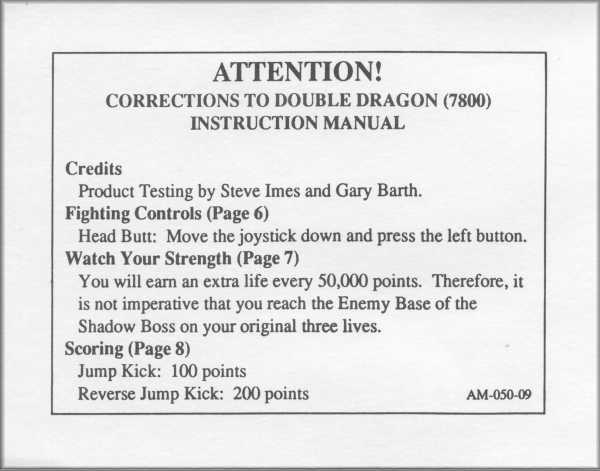 ATTENTION!
CORRECTIONS TO DOUBLE DRAGON (7800)
INSTRUCTION MANUAL
Credits
Product Testing by Steve Imes and Gary Barth.
Fighting Controls (Page 6)
Head Butt: Move the joystick down and press the left button.
Watch Your Strength (Page 7)
You will earn an extra life every 50,000 points. Therefore, it
is not imperative that you reach the Enemy Base of the
Shadow Boss on your original three lives.
Scoring (Page 8)
Jump Kick: 100 points
Reverse Jump Kick: 200 points AM-050-09